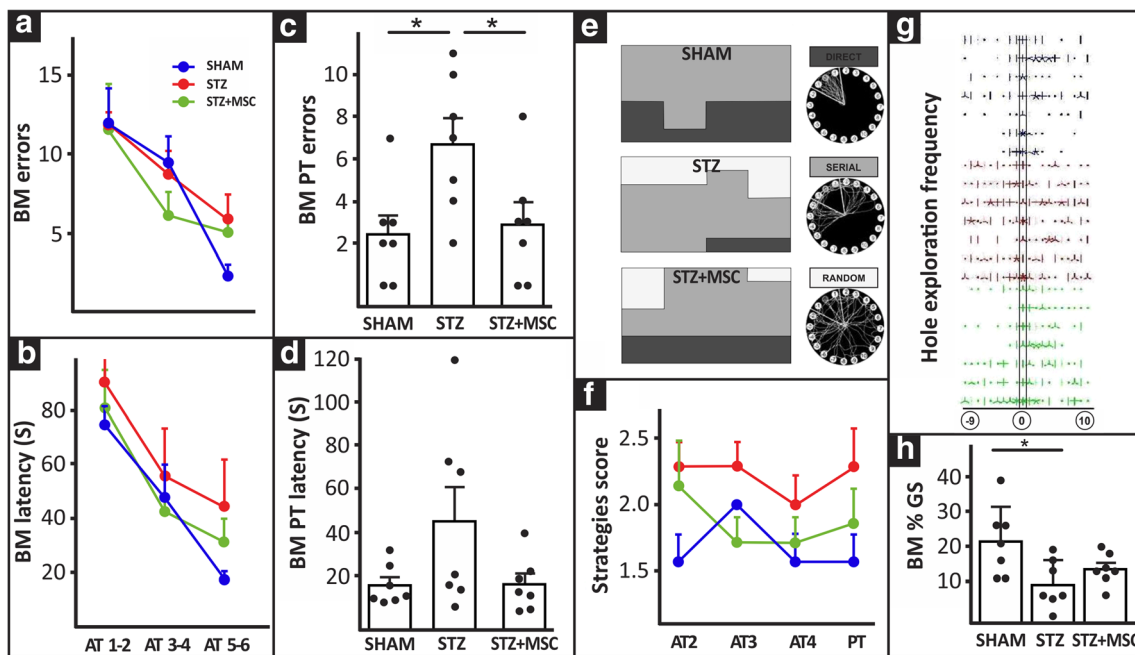 a
BM errors
15
10
5
SHAM
STZ
STZ+MSC
b
BM latency (S)
80
60
40
20
AT 1-2 AT 3-4 AT 5-6
c
BM PT errors
* *
10
8
6
4
2
SHAM STZ STZ+MSC
d
BM PT latency (S)
120
100
80
60
40
20
SHAM STZ STZ+MSC
e
SHAM
DIRECT
STZ
SERIAL
STZ+MSC
RANDOM
f
Strategies score
2.5
2.0
1.5
AT2 AT3 AT4 PT
g
Hole exploration frequency
-9 0 10
h
BM % GS
*
40
30
20
10
SHAM STZ STZ+MSC